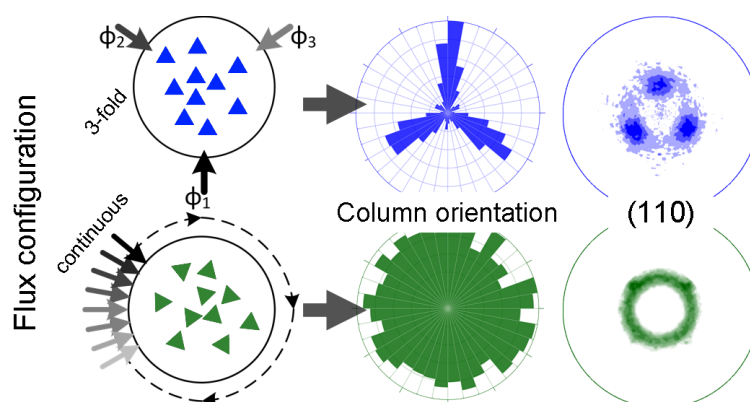 Flux configuration
3-fold
ϕ2
ϕ3
ϕ1
continuous
Column orientation
(110)